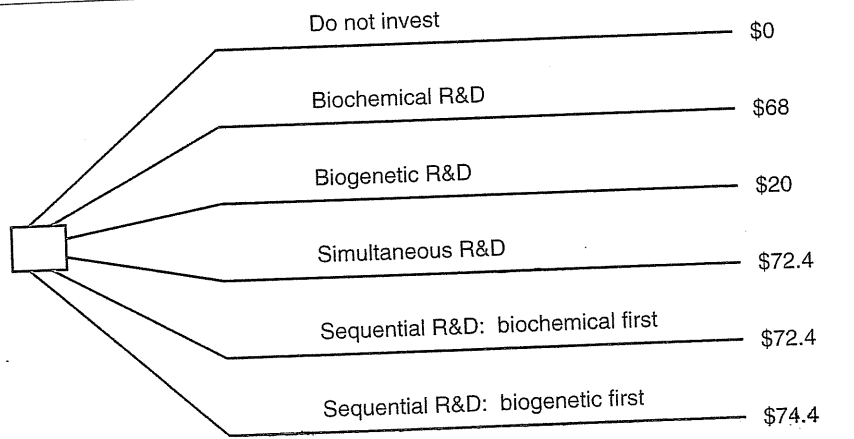 Do not invest $0
Biochemical R&D $68
Biogenetic R&D $20
Simultaneous R&D $72.4
Sequential R&D: biochemical first $72.4
Sequential R&D: biogenetic first $74.4